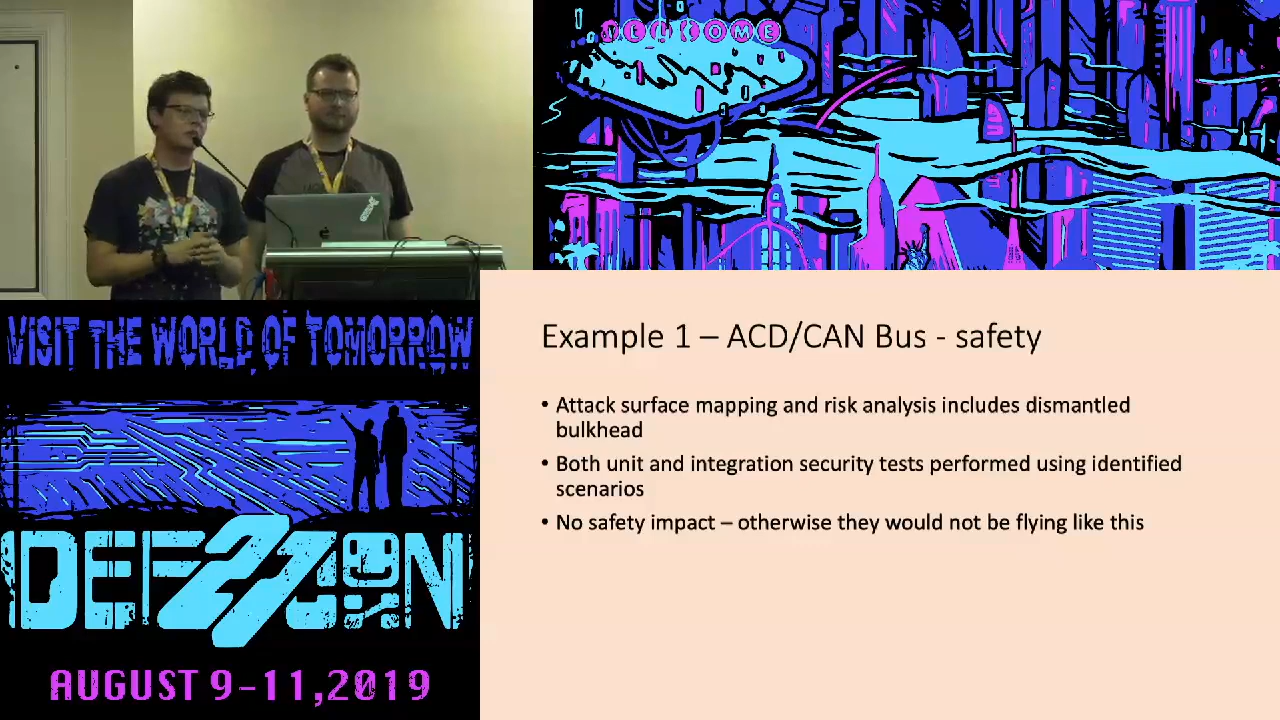 WELCOME
VISIT THE WORLD OF TOMORROW
DEF CON
27
AUGUST 9-11,2019
Example 1 – ACD/CAN Bus - safety
• Attack surface mapping and risk analysis includes dismantled
bulkhead
• Both unit and integration security tests performed using identified
scenarios
• No safety impact – otherwise they would not be flying like this